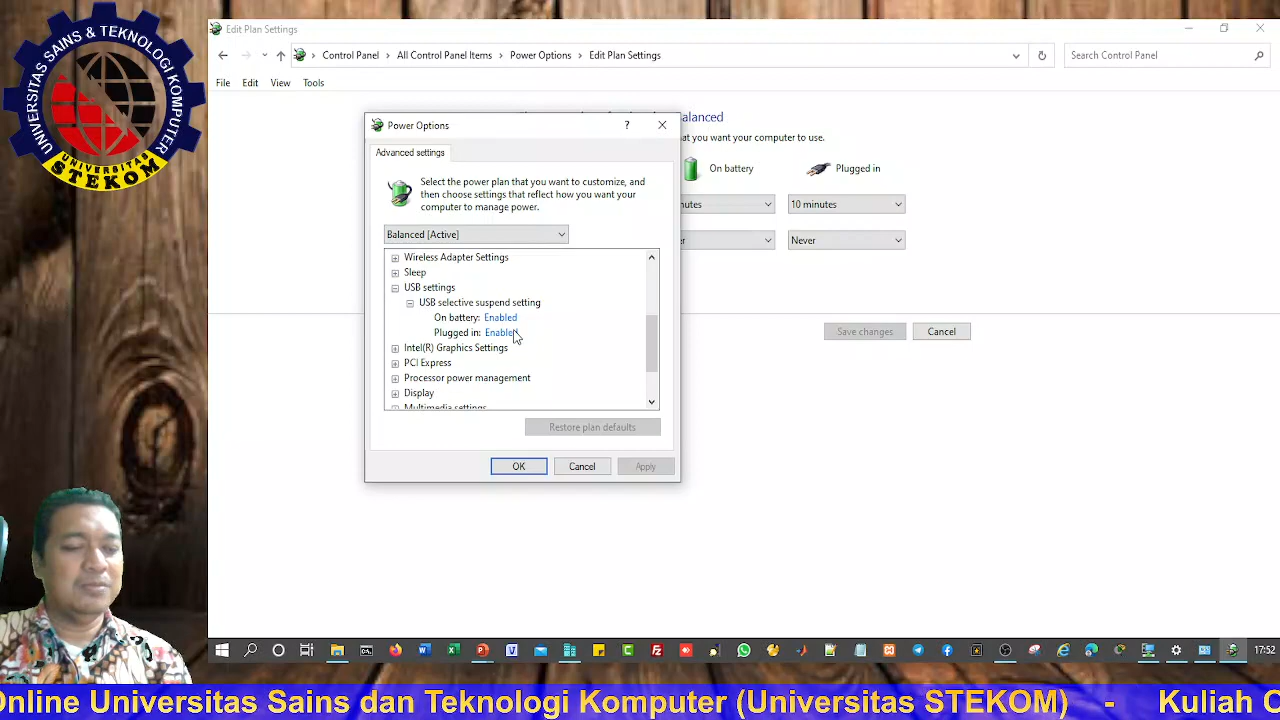 UNIVERSITAS SAINS & TEKNOLOGI KOMPUTER
UNIVERSITAS
STEKOM
Edit Plan Settings
Control Panel > All Control Panel Items > Power Options > Edit Plan Settings
Search Control Panel
File Edit View Tools
alanced
at you want your computer to use.
On battery
Plugged in
nutes
10 minutes
er
Never
Save changes
Cancel
Power Options
Advanced settings
Select the power plan that you want to customize, and
then choose settings that reflect how you want your
computer to manage power.
Balanced [Active]
Wireless Adapter Settings
Sleep
USB settings
USB selective suspend setting
On battery: Enabled
Plugged in: Enabled
Intel(R) Graphics Settings
PCI Express
Processor power management
Display
Multimedia settings
Restore plan defaults
OK
Cancel
Apply
17:52
Online Universitas Sains dan Teknologi Komputer (Universitas STEKOM) - Kuliah O